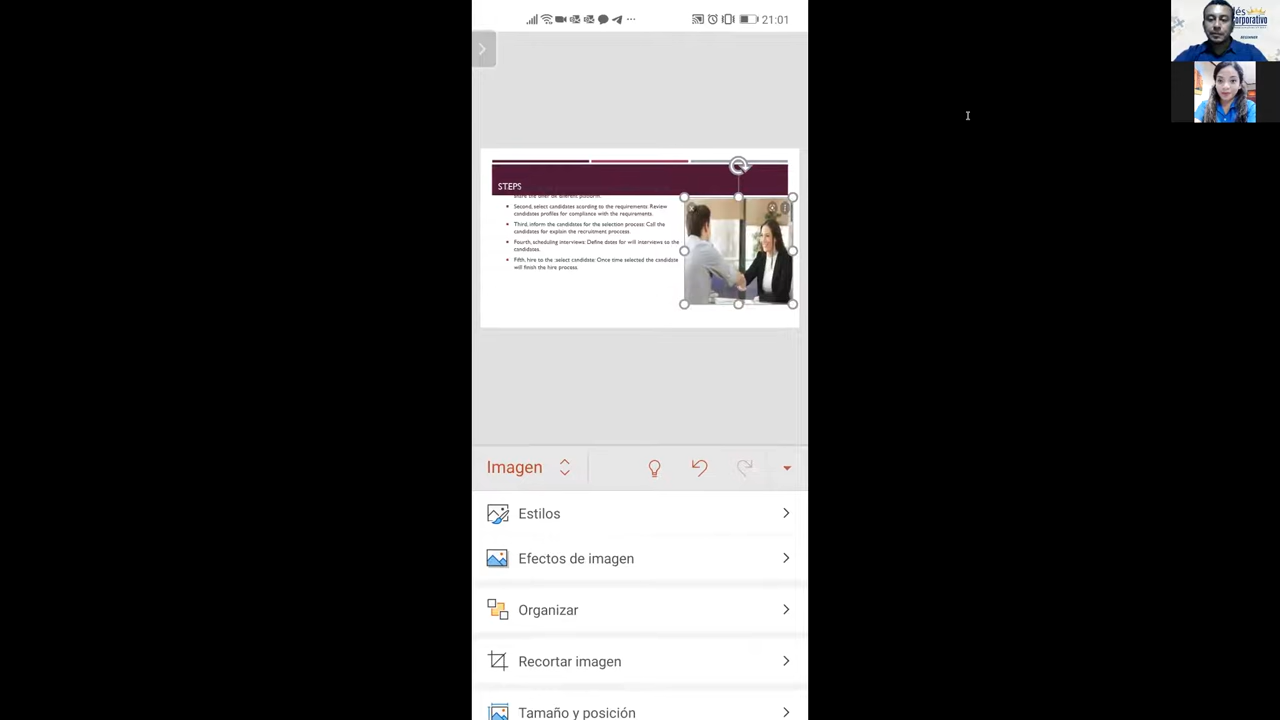 21:01
STEPS
Second, select candidates acording to the requirements: Review
candidates profiles for compliance with the requirements.
Third, inform the candidates for the selection process: Call the
candidates for explain the recruitment proccess
Fourth, scheduling interviews: Define dates for will interviews to the
candidates.
Fifth, hire to the :select candidate: Once time selected the candidate
will finish the hire process
Imagen
Estilos
Efectos de imagen
Organizar
Recortar imagen
Tamaño y posición